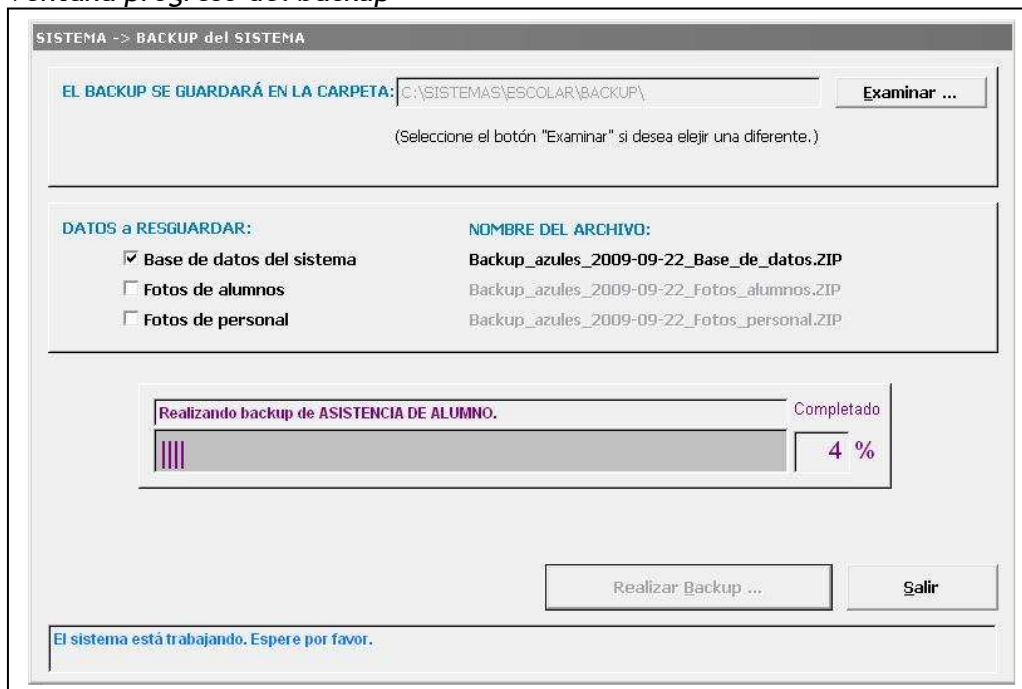 Ventana progreso del backup
SISTEMA -> BACKUP del SISTEMA
EL BACKUP SE GUARDARÁ EN LA CARPETA: C:\SISTEMAS\ESCOLAR\BACKUP\ Examinar ...
(Seleccione el botón "Examinar" si desea elejir una diferente.)
DATOS a RESGUARDAR: NOMBRE DEL ARCHIVO:
Base de datos del sistema Backup_azules_2009-09-22_Base_de_datos.ZIP
Fotos de alumnos Backup_azules_2009-09-22_Fotos_alumnos.ZIP
Fotos de personal Backup_azules_2009-09-22_Fotos_personal.ZIP
Realizando backup de ASISTENCIA DE ALUMNO. Completado
4 %
Realizar Backup ... Salir
El sistema está trabajando. Espere por favor.